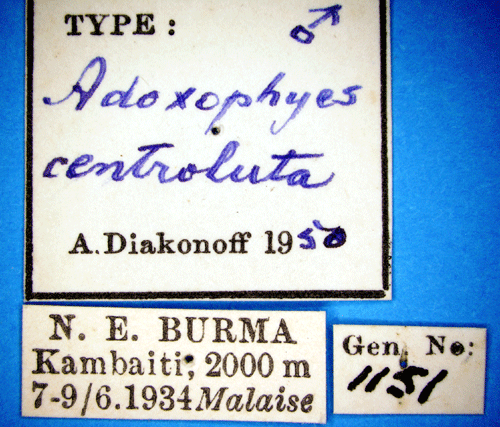 TYPE : ♂
Adoxophyes
centroluta
A. Diakonoff 1950
N. E. BURMA
Kambaiti, 2000 m
7-9/6.1934 Malaise
Gen. No:
1151